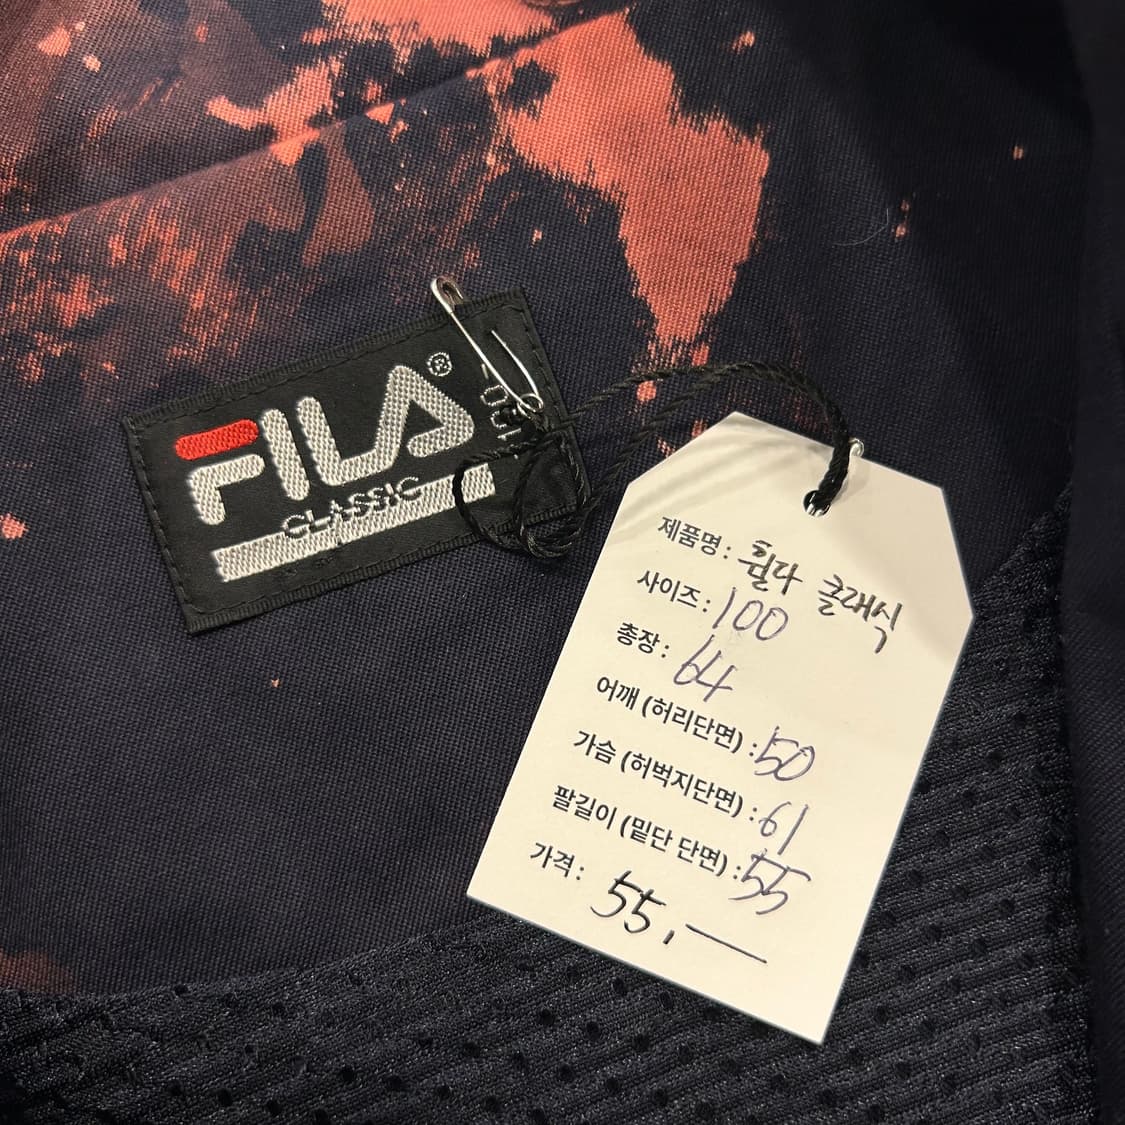 FILA®
CLASSIC
100
제품명 : 휠라 클래식
사이즈 : 100
총장 : 64
어깨 (허리단면) : 50
가슴 (허벅지단면) : 61
팔길이 (밑단 단면) : 55
가격 : 55,—